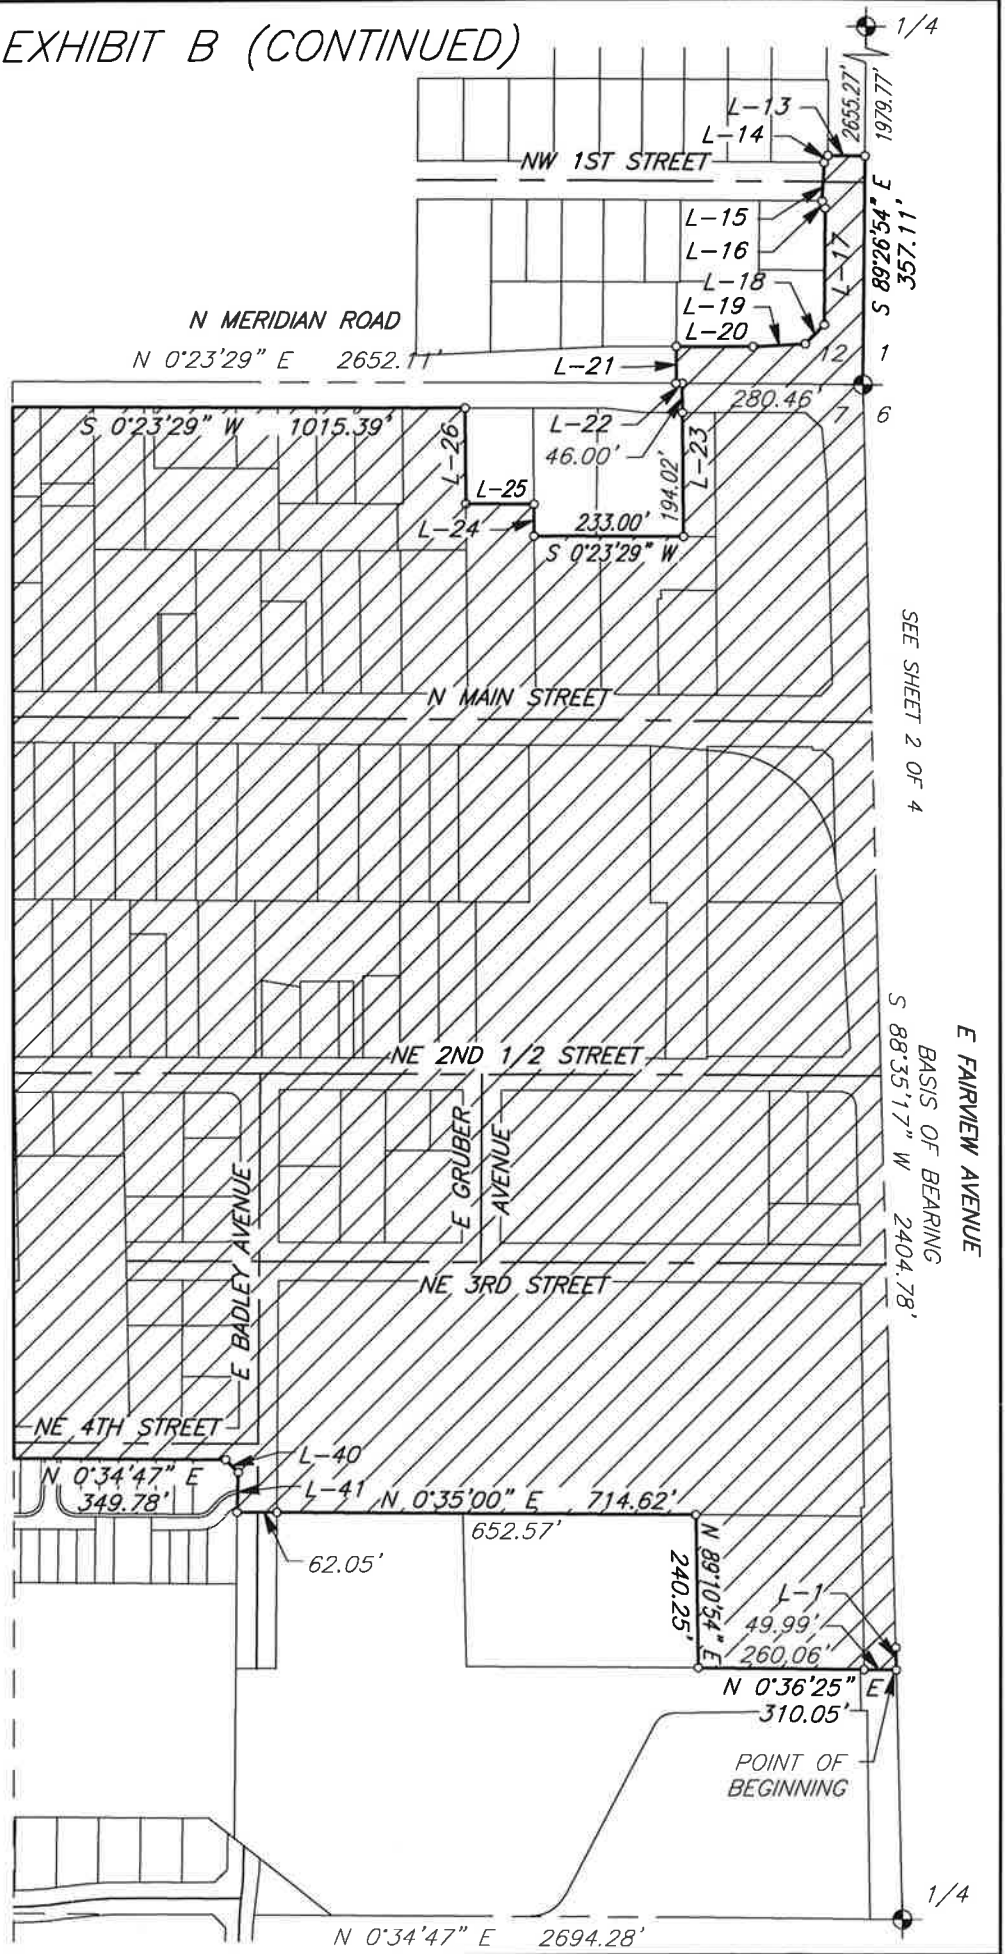 EXHIBIT B (CONTINUED)
1/4
2655.27'
1979.77'
L-13
L-14
NW 1ST STREET
L-15
L-16
L-17
S 89°26'54" E
357.11'
L-18
L-19
L-20
N MERIDIAN ROAD
N 0°23'29" E 2652.11'
L-21
12
1
7
6
280.46'
L-22
46.00'
S 0°23'29" W 1015.39'
L-26
L-25
L-24
194.02'
L-23
233.00'
S 0°23'29" W
SEE SHEET 2 OF 4
N MAIN STREET
E FAIRVIEW AVENUE
BASIS OF BEARING
S 88°35'17" W 2404.78'
NE 2ND 1/2 STREET
E GRUBER
AVENUE
E BADLEY AVENUE
NE 3RD STREET
NE 4TH STREET
L-40
N 0°34'47" E
349.78'
L-41
N 0°35'00" E 714.62'
652.57'
62.05'
N 89°10'54" E
240.25'
L-1
49.99'
260.06'
N 0°36'25" E
310.05'
POINT OF
BEGINNING
1/4
N 0°34'47" E 2694.28'